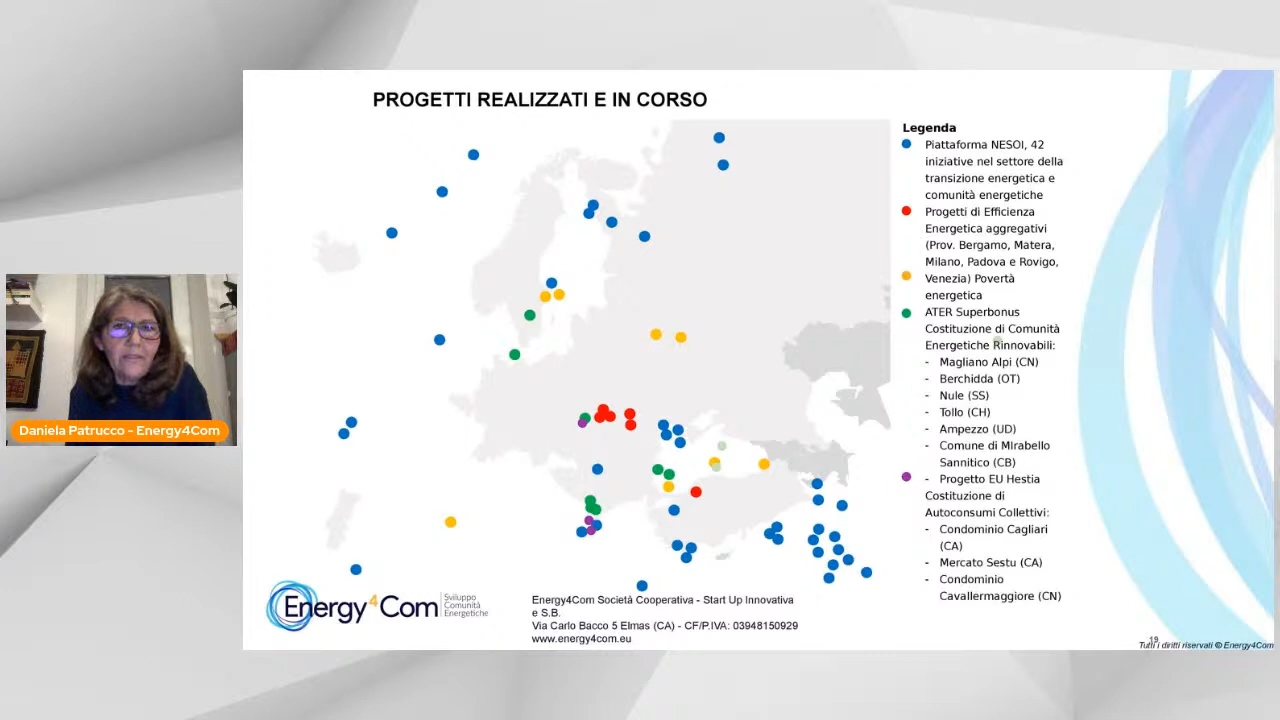 PROGETTI REALIZZATI E IN CORSO
Legenda
Piattaforma NESOI, 42
iniziative nel settore della
transizione energetica e
comunità energetiche
Progetti di Efficienza
Energetica aggregativi
(Prov. Bergamo, Matera,
Milano, Padova e Rovigo,
Venezia) Povertà
energetica
ATER Superbonus
Costituzione di Comunità
Energetiche Rinnovabili:
- Magliano Alpi (CN)
- Berchidda (OT)
- Nule (SS)
- Tollo (CH)
- Ampezzo (UD)
- Comune di MIrabello
Sannitico (CB)
- Progetto EU Hestia
Costituzione di
Autoconsumi Collettivi:
- Condominio Cagliari
(CA)
- Mercato Sestu (CA)
- Condominio
Cavallermaggiore (CN)
Daniela Patrucco - Energy4Com
Energy4Com
Sviluppo
Comunità
Energetiche
Energy4Com Società Cooperativa - Start Up Innovativa
e S.B.
Via Carlo Bacco 5 Elmas (CA) - CF/P.IVA: 03948150929
www.energy4com.eu
19
Tutti i diritti riservati © Energy4Com